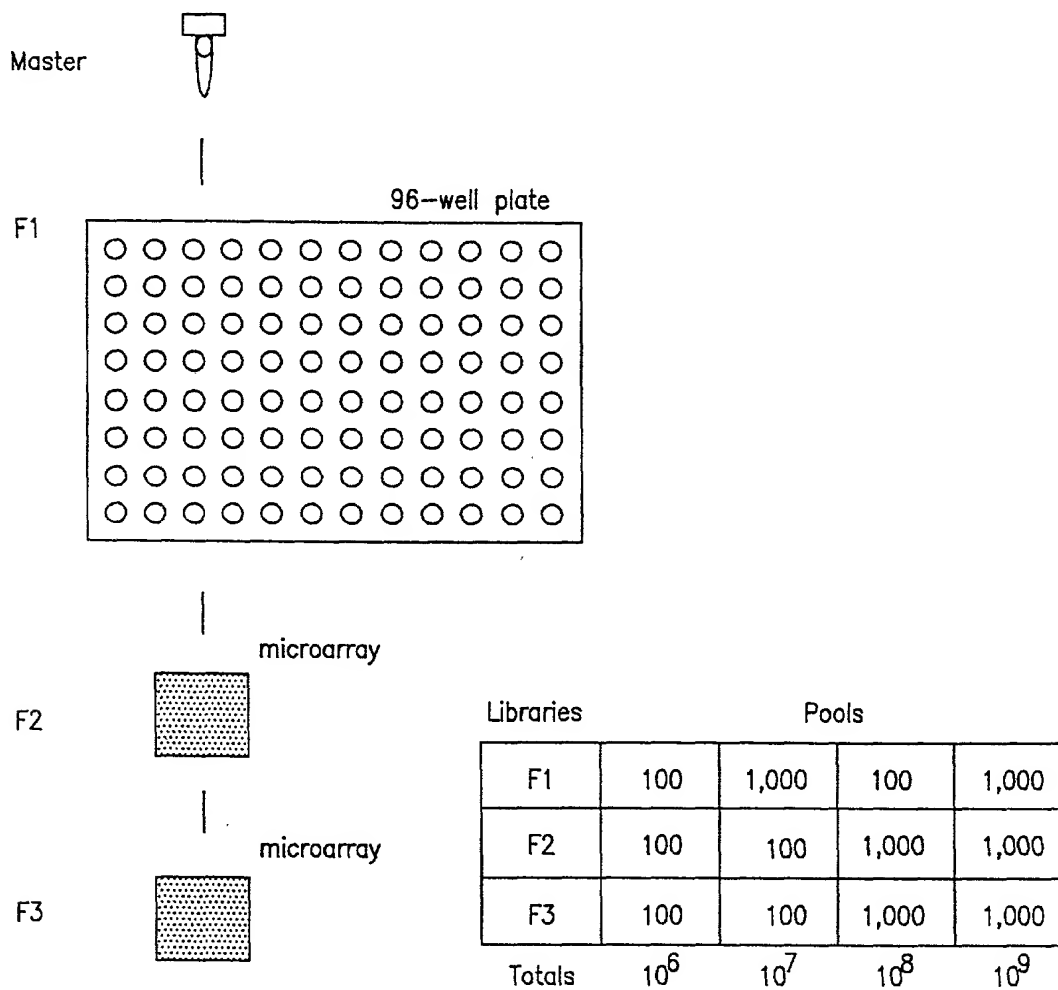 Master
96-well plate
F1
microarray
F2
microarray
F3
Libraries Pools
F1 100 1,000 100 1,000
F2 100 100 1,000 1,000
F3 100 100 1,000 1,000
Totals 10^6 10^7 10^8 10^9